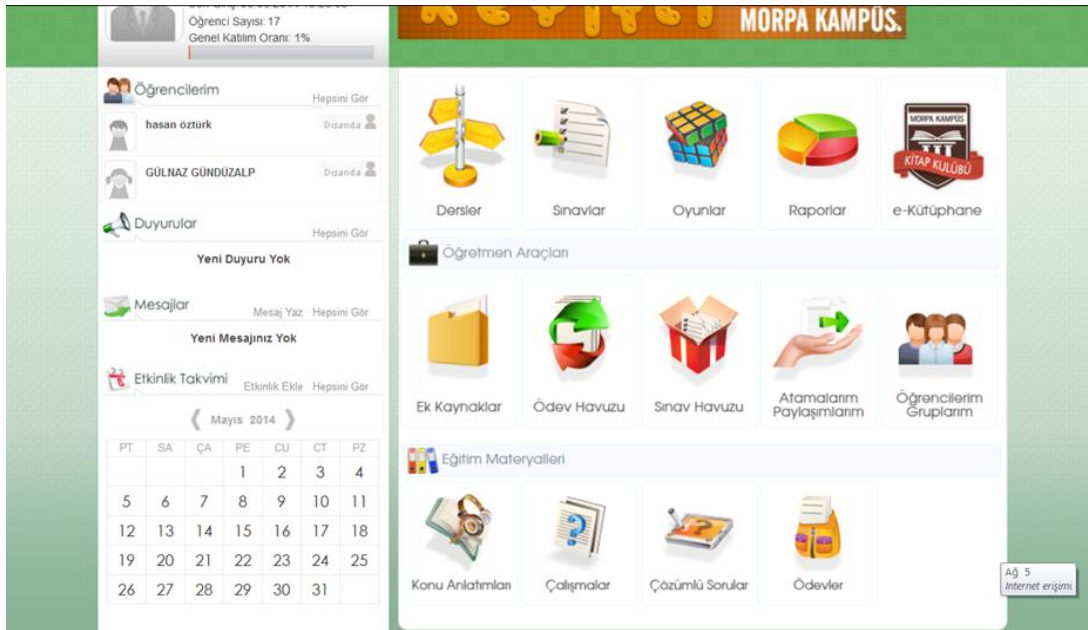 Öğrenci Sayısı: 17
Genel Katılım Oranı: 1%
MORPA KAMPÜS.
Öğrencilerim
Hepsini Gör
hasan öztürk
Dızarıda
GÜLNAZ GÜNDÜZALP
Dızarıda
Duyurular
Hepsini Gör
Yeni Duyuru Yok
Mesajlar
Mesaj Yaz Hepsini Gör
Yeni Mesajınız Yok
Etkinlik Takvimi
Etkinlik Ekle Hepsini Gör
Mayıs 2014
PT SA ÇA PE CU CT PZ
1 2 3 4
5 6 7 8 9 10 11
12 13 14 15 16 17 18
19 20 21 22 23 24 25
26 27 28 29 30 31
MORPA KAMPÜS
KİTAP KULÜBÜ
Dersler Sınavlar Oyunlar Raporlar e-Kütüphane
Öğretmen Araçları
Ek Kaynaklar Ödev Havuzu Sınav Havuzu
Atamalarım
Paylaşımlarım
Öğrencilerim
Gruplarım
Eğitim Materyalleri
Konu Anlatımları Çalışmalar Çözümlü Sorular Ödevler
Ağ 5
Internet erişimi